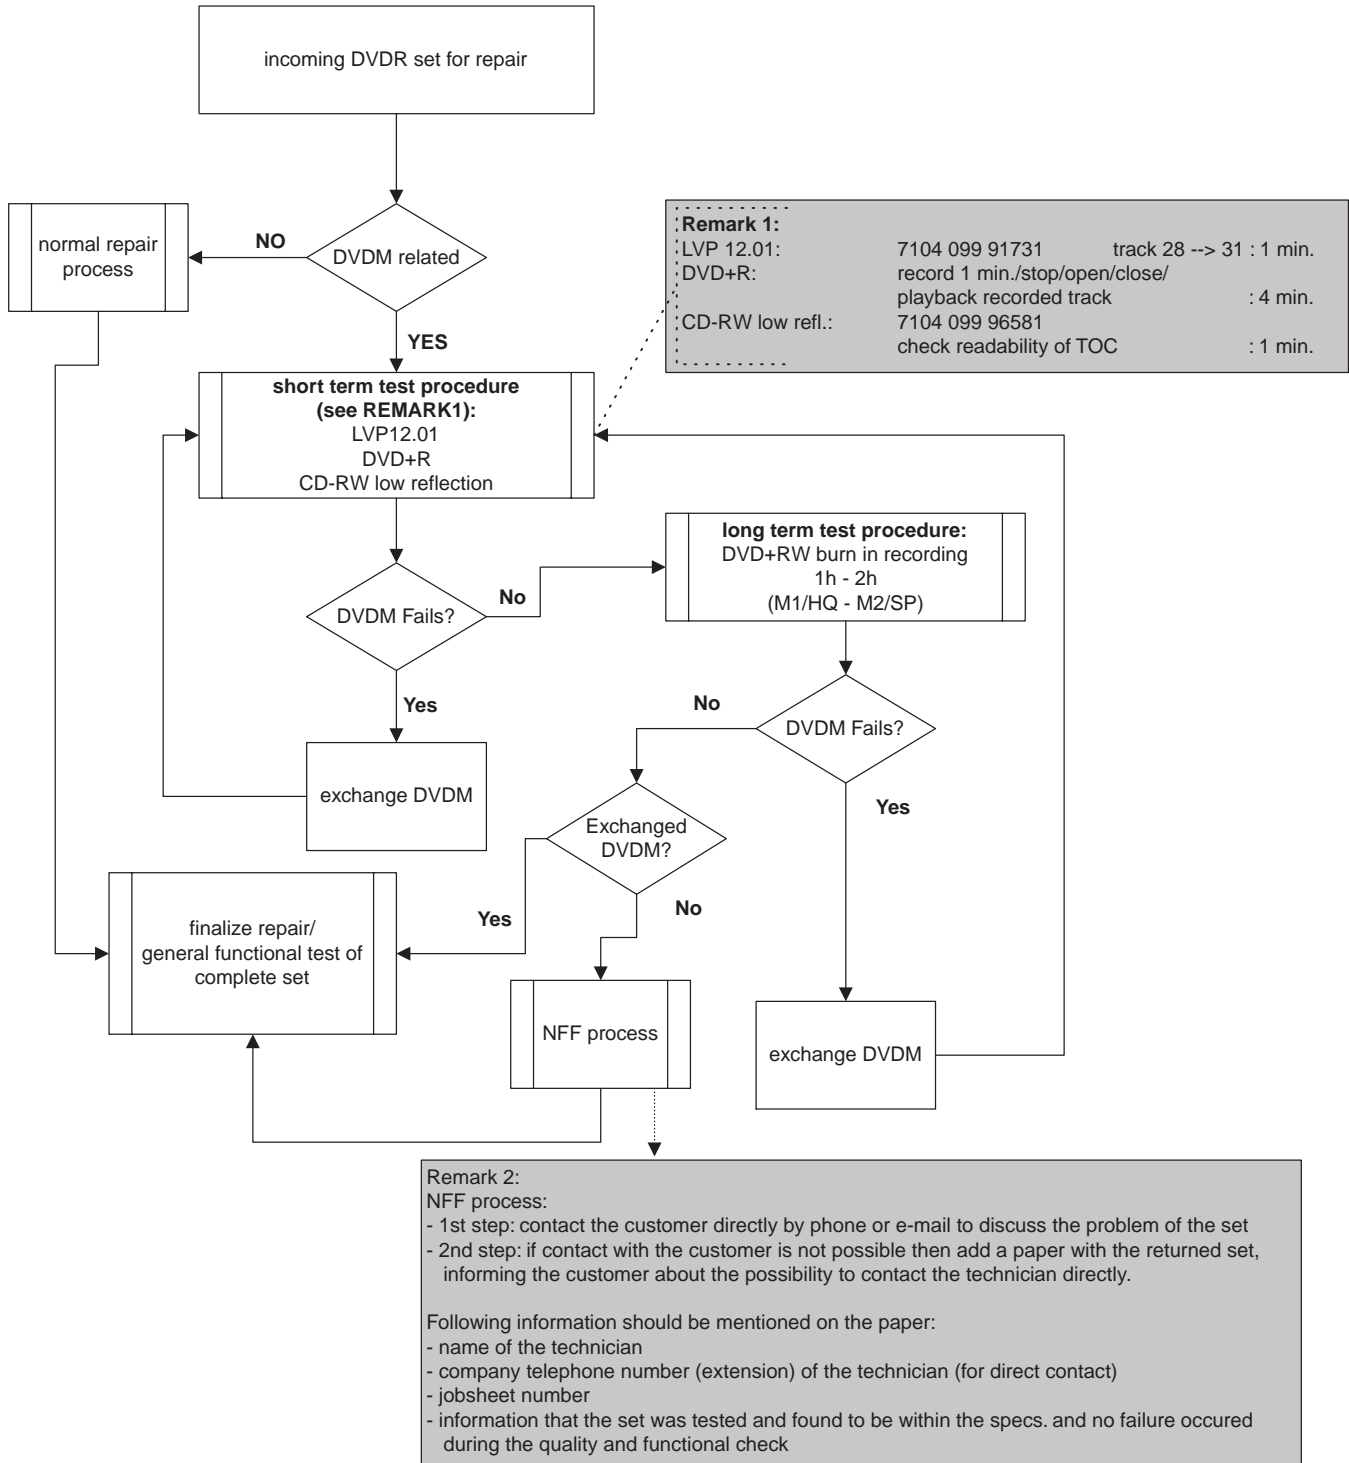 incoming DVDR set for repair
normal repair
process
NO
DVDM related
YES
Remark 1:
LVP 12.01: 7104 099 91731 track 28 --> 31 : 1 min.
DVD+R: record 1 min./stop/open/close/
playback recorded track : 4 min.
CD-RW low refl.: 7104 099 96581
check readability of TOC : 1 min.
short term test procedure
(see REMARK1):
LVP12.01
DVD+R
CD-RW low reflection
long term test procedure:
DVD+RW burn in recording
1h - 2h
(M1/HQ - M2/SP)
DVDM Fails?
No
Yes
exchange DVDM
No
DVDM Fails?
Yes
Exchanged
DVDM?
Yes
No
finalize repair/
general functional test of
complete set
NFF process
exchange DVDM
Remark 2:
NFF process:
- 1st step: contact the customer directly by phone or e-mail to discuss the problem of the set
- 2nd step: if contact with the customer is not possible then add a paper with the returned set,
informing the customer about the possibility to contact the technician directly.
Following information should be mentioned on the paper:
- name of the technician
- company telephone number (extension) of the technician (for direct contact)
- jobsheet number
- information that the set was tested and found to be within the specs. and no failure occured
during the quality and functional check